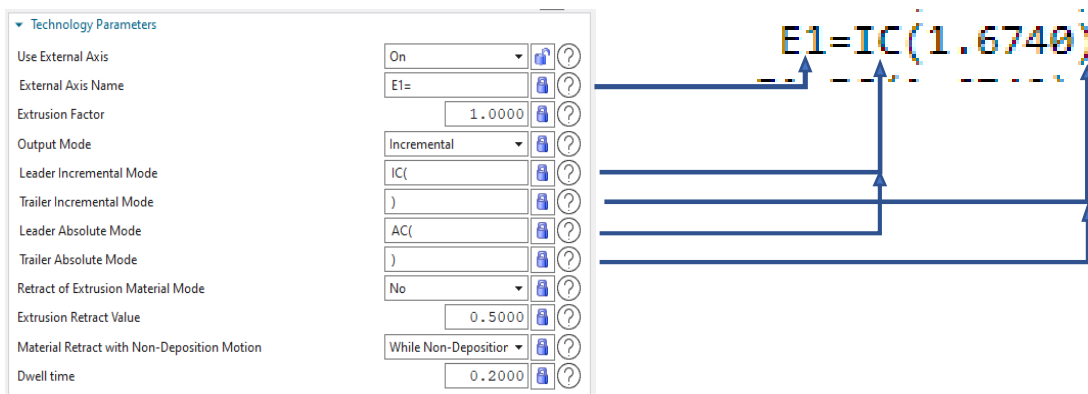 Technology Parameters
Use External Axis On
External Axis Name E1=
Extrusion Factor 1.0000
Output Mode Incremental
Leader Incremental Mode IC(
Trailer Incremental Mode )
Leader Absolute Mode AC(
Trailer Absolute Mode )
Retract of Extrusion Material Mode No
Extrusion Retract Value 0.5000
Material Retract with Non-Deposition Motion While Non-Depositior
Dwell time 0.2000
E1=IC(1.6740)